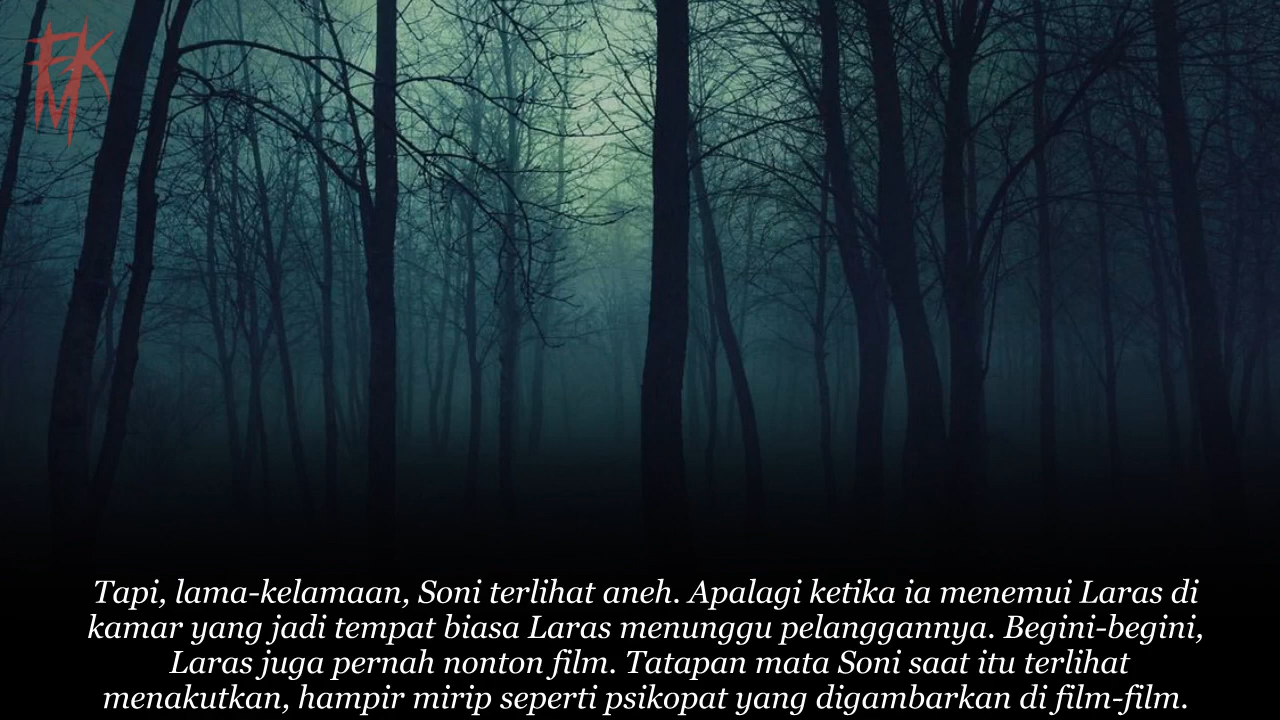 FKM
Tapi, lama-kelamaan, Soni terlihat aneh. Apalagi ketika ia menemui Laras di
kamar yang jadi tempat biasa Laras menunggu pelanggannya. Begini-begini,
Laras juga pernah nonton film. Tatapan mata Soni saat itu terlihat
menakutkan, hampir mirip seperti psikopat yang digambarkan di film-film.